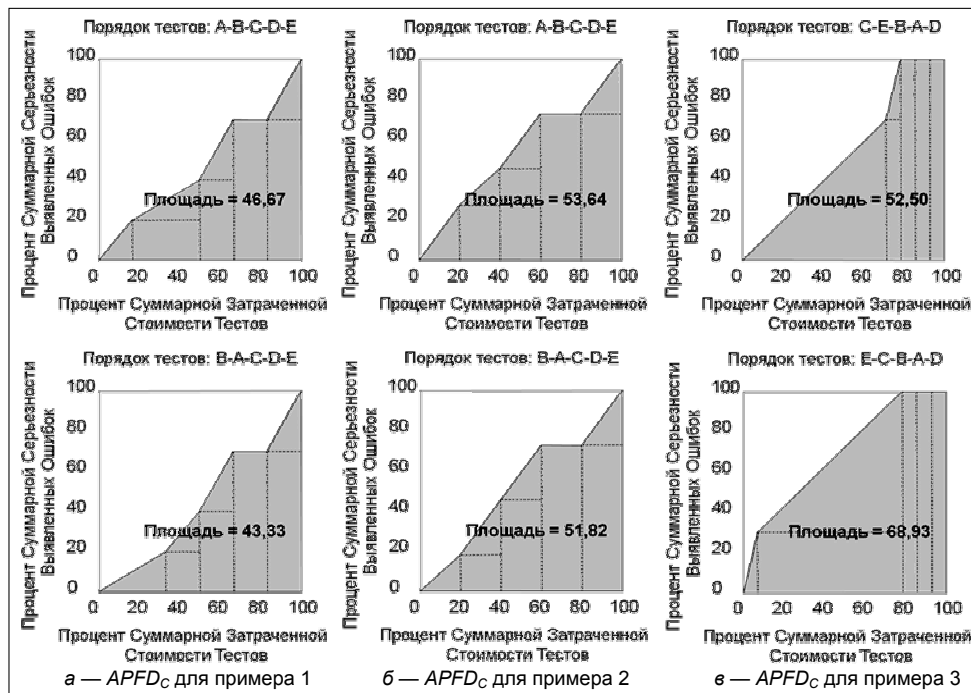 Порядок тестов: A-B-C-D-E
Процент Суммарной Серьезности
Выявленных Ошибок
100
80
60
40
20
0
Площадь = 46,67
0 20 40 60 80 100
Процент Суммарной Затраченной
Стоимости Тестов
Порядок тестов: A-B-C-D-E
Процент Суммарной Серьезности
Выявленных Ошибок
100
80
60
40
20
0
Площадь = 53,64
0 20 40 60 80 100
Процент Суммарной Затраченной
Стоимости Тестов
Порядок тестов: C-E-B-A-D
Процент Суммарной Серьезности
Выявленных Ошибок
100
80
60
40
20
0
Площадь = 52,50
0 20 40 60 80 100
Процент Суммарной Затраченной
Стоимости Тестов
Порядок тестов: B-A-C-D-E
Процент Суммарной Серьезности
Выявленных Ошибок
100
80
60
40
20
0
Площадь = 43,33
0 20 40 60 80 100
Процент Суммарной Затраченной
Стоимости Тестов
а — APFDC для примера 1
Порядок тестов: B-A-C-D-E
Процент Суммарной Серьезности
Выявленных Ошибок
100
80
60
40
20
0
Площадь = 51,82
0 20 40 60 80 100
Процент Суммарной Затраченной
Стоимости Тестов
б — APFDC для примера 2
Порядок тестов: E-C-B-A-D
Процент Суммарной Серьезности
Выявленных Ошибок
100
80
60
40
20
0
Площадь = 68,93
0 20 40 60 80 100
Процент Суммарной Затраченной
Стоимости Тестов
в — APFDC для примера 3